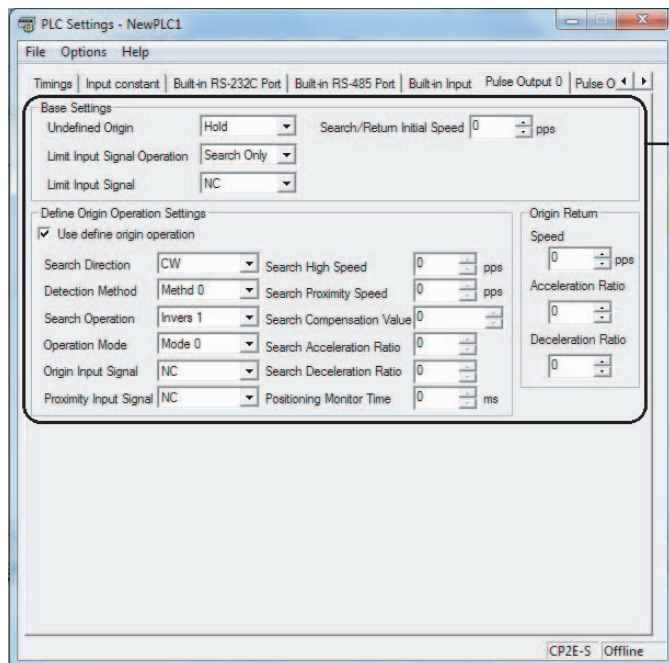 PLC Settings - NewPLC1
File Options Help
Timings Input constant Built-in RS-232C Port Built-in RS-485 Port Built-in Input Pulse Output 0 Pulse O
Base Settings
Undefined Origin Hold Search/Return Initial Speed 0 pps
Limit Input Signal Operation Search Only
Limit Input Signal NC
Define Origin Operation Settings Origin Return
Use define origin operation Speed
0 pps
Search Direction CW Search High Speed 0 pps
Detection Method Methd 0 Search Proximity Speed 0 pps Acceleration Ratio
Search Operation Invers 1 Search Compensation Value 0 0
Operation Mode Mode 0 Search Acceleration Ratio 0 Deceleration Ratio
Origin Input Signal NC Search Deceleration Ratio 0 0
Proximity Input Signal NC Positioning Monitor Time 0 ms
CP2E-S Offline